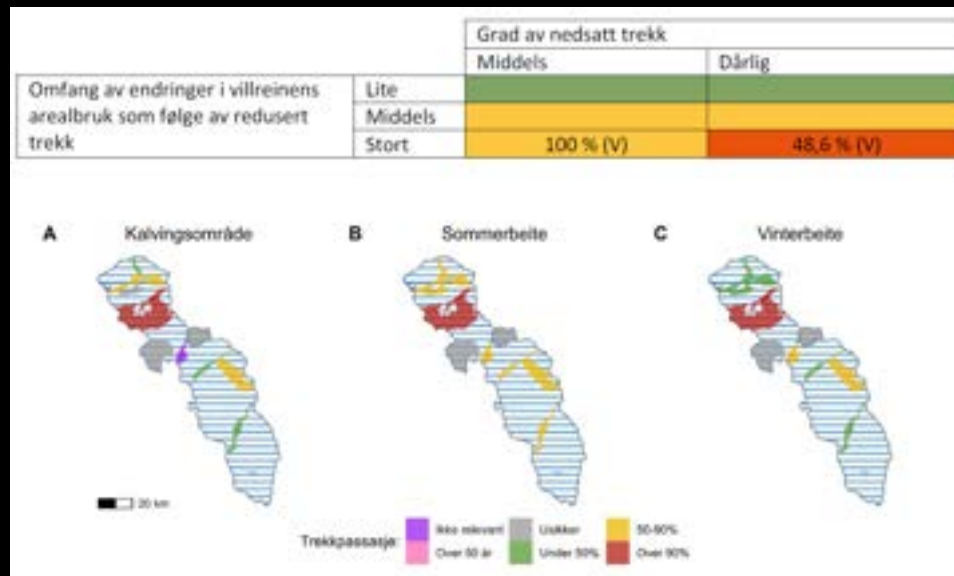 Grad av nedsatt trekk
Middels Dårlig
Omfang av endringer i villreinens
arealbruk som følge av redusert
trekk
Lite
Middels
Stort 100 % (V) 48,6 % (V)
A Kalvingsområde B Sommerbeite C Vinterbeite
20 km
Trekkpassasje:
Ikke relevant Usikker 50-90%
Over 50 år Under 50% Over 90%